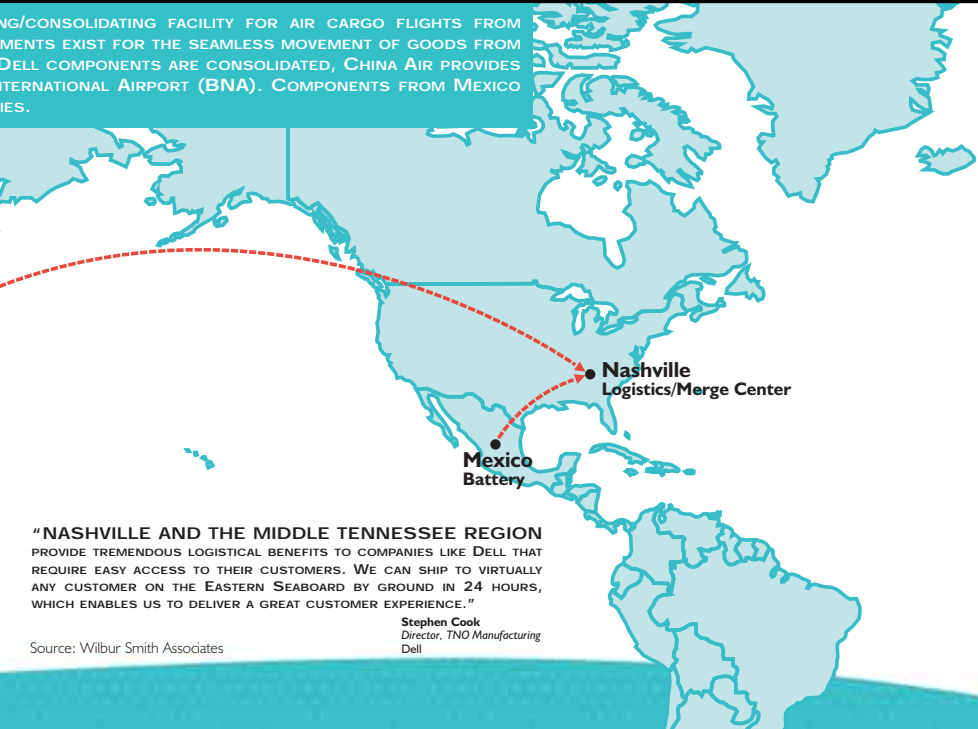 NG/CONSOLIDATING FACILITY FOR AIR CARGO FLIGHTS FROM
MENTS EXIST FOR THE SEAMLESS MOVEMENT OF GOODS FROM
DELL COMPONENTS ARE CONSOLIDATED, CHINA AIR PROVIDES
NTERNATIONAL AIRPORT (BNA). COMPONENTS FROM MEXICO
IES.
Nashville
Logistics/Merge Center
Mexico
Battery
“NASHVILLE AND THE MIDDLE TENNESSEE REGION
PROVIDE TREMENDOUS LOGISTICAL BENEFITS TO COMPANIES LIKE DELL THAT
REQUIRE EASY ACCESS TO THEIR CUSTOMERS. WE CAN SHIP TO VIRTUALLY
ANY CUSTOMER ON THE EASTERN SEABOARD BY GROUND IN 24 HOURS,
WHICH ENABLES US TO DELIVER A GREAT CUSTOMER EXPERIENCE.”
Stephen Cook
Director, TNO Manufacturing
Dell
Source: Wilbur Smith Associates